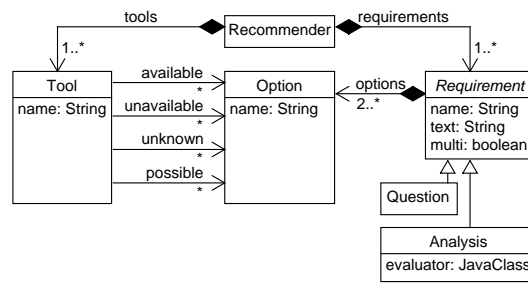 tools
Recommender
requirements
1..*
1..*
Tool
name: String
available
*
unavailable
*
unknown
*
possible
*
Option
name: String
options
2..*
Requirement
name: String
text: String
multi: boolean
Question
Analysis
evaluator: JavaClass